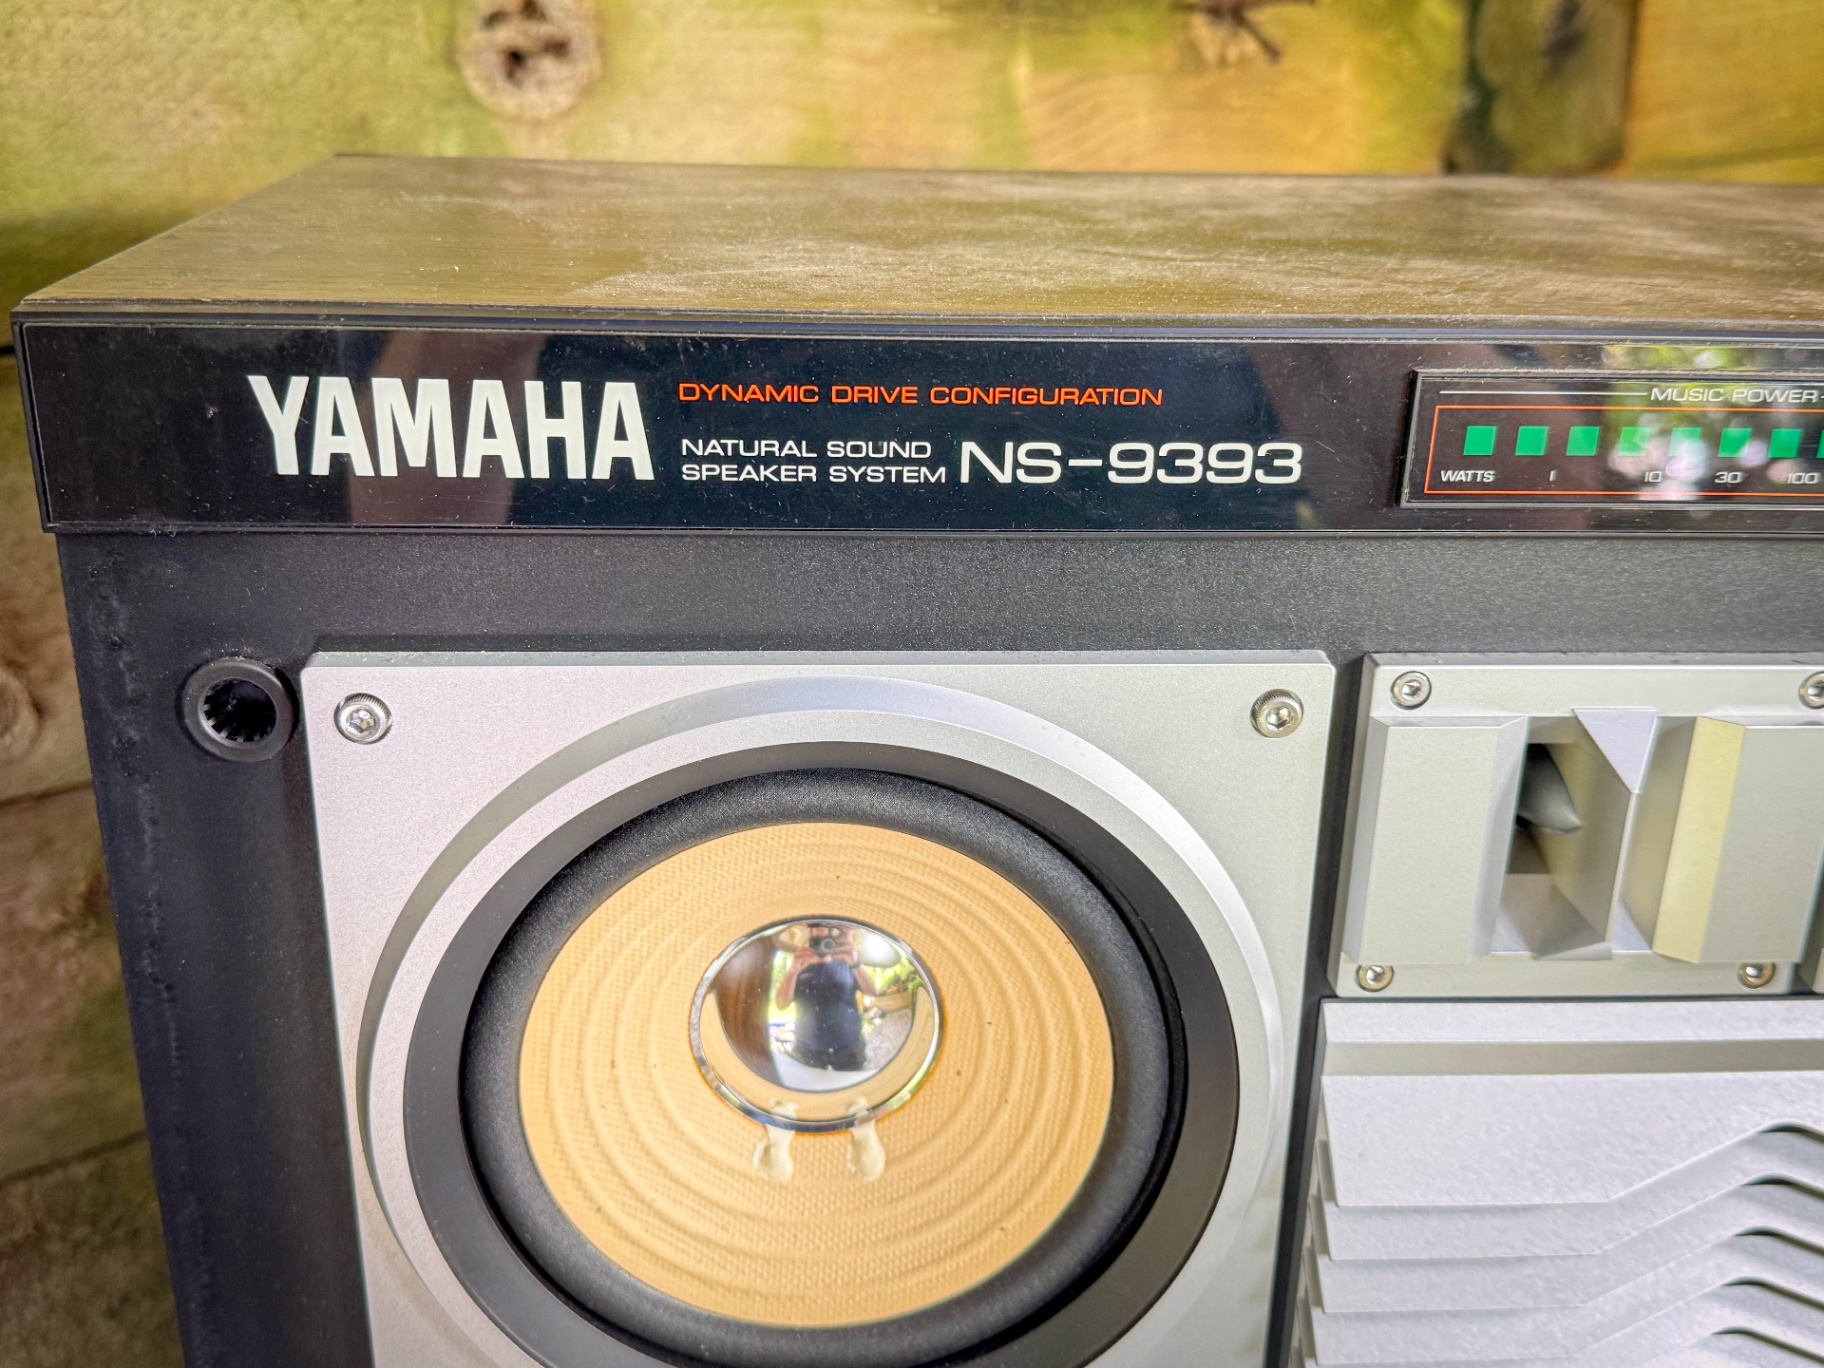 YAMAHA
DYNAMIC DRIVE CONFIGURATION
NATURAL SOUND
SPEAKER SYSTEM NS-9393
MUSIC POWER
WATTS 1 10 30 100